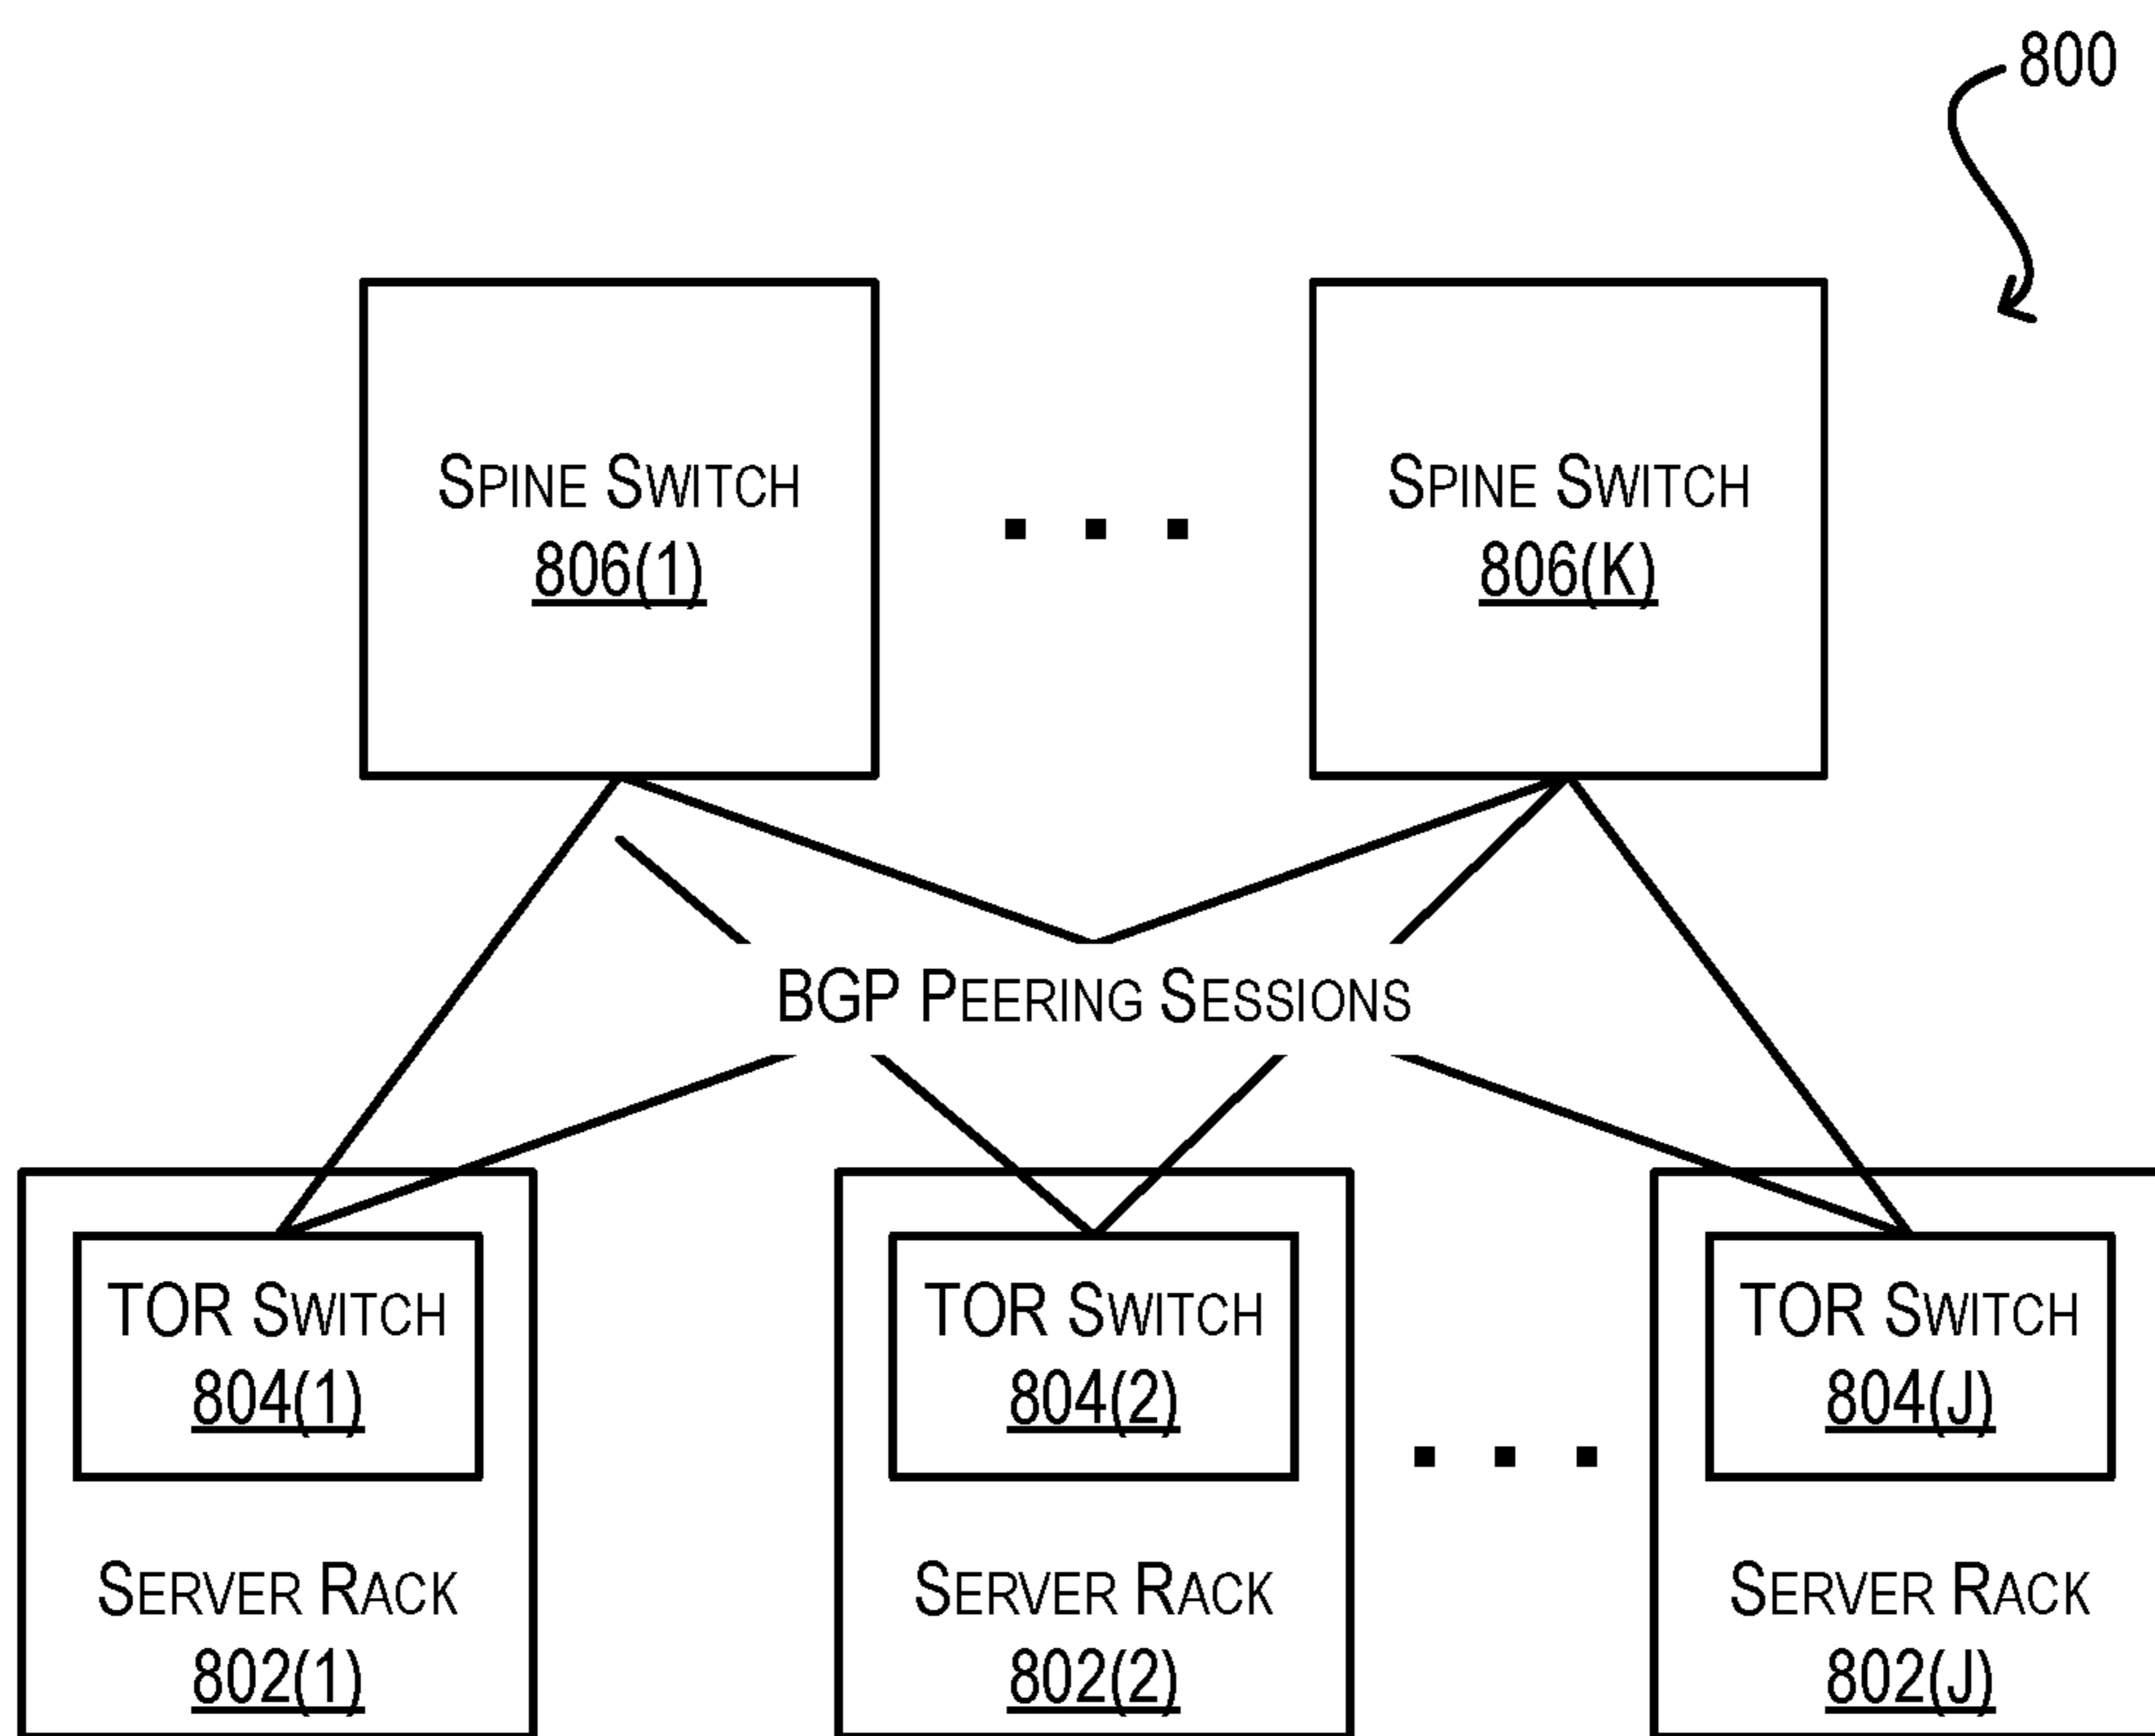 800
Spine Switch
806(1)
. . .
Spine Switch
806(K)
BGP Peering Sessions
TOR Switch
804(1)
Server Rack
802(1)
TOR Switch
804(2)
Server Rack
802(2)
. . .
TOR Switch
804(J)
Server Rack
802(J)